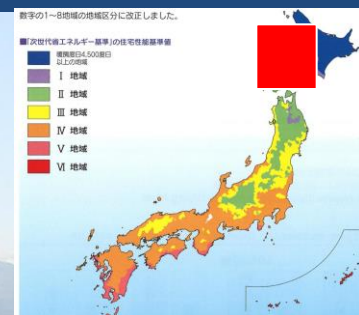 数字の1~8地域の地域区分に改正しました。
■「次世代省エネルギー基準」の住宅性能基準値
暖房度日4,500度日
以上の地域
I 地域
II 地域
III 地域
IV 地域
V 地域
VI 地域